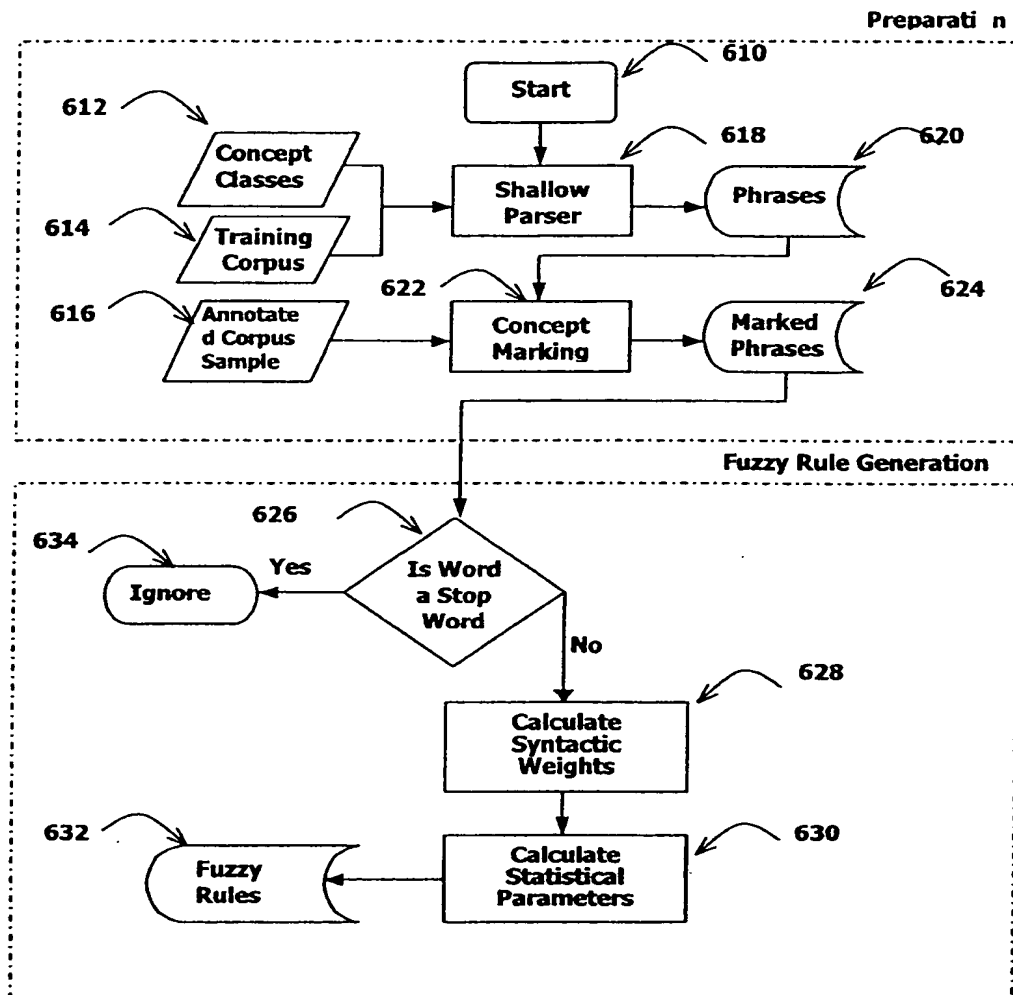 Preparati n
610
Start
612
618
620
Concept
Classes
Shallow
Parser
Phrases
614
Training
Corpus
622
624
616
Annotate
d Corpus
Sample
Concept
Marking
Marked
Phrases
Fuzzy Rule Generation
626
634
Yes
Ignore
Is Word
a Stop
Word
No
628
Calculate
Syntactic
Weights
632
630
Fuzzy
Rules
Calculate
Statistical
Parameters